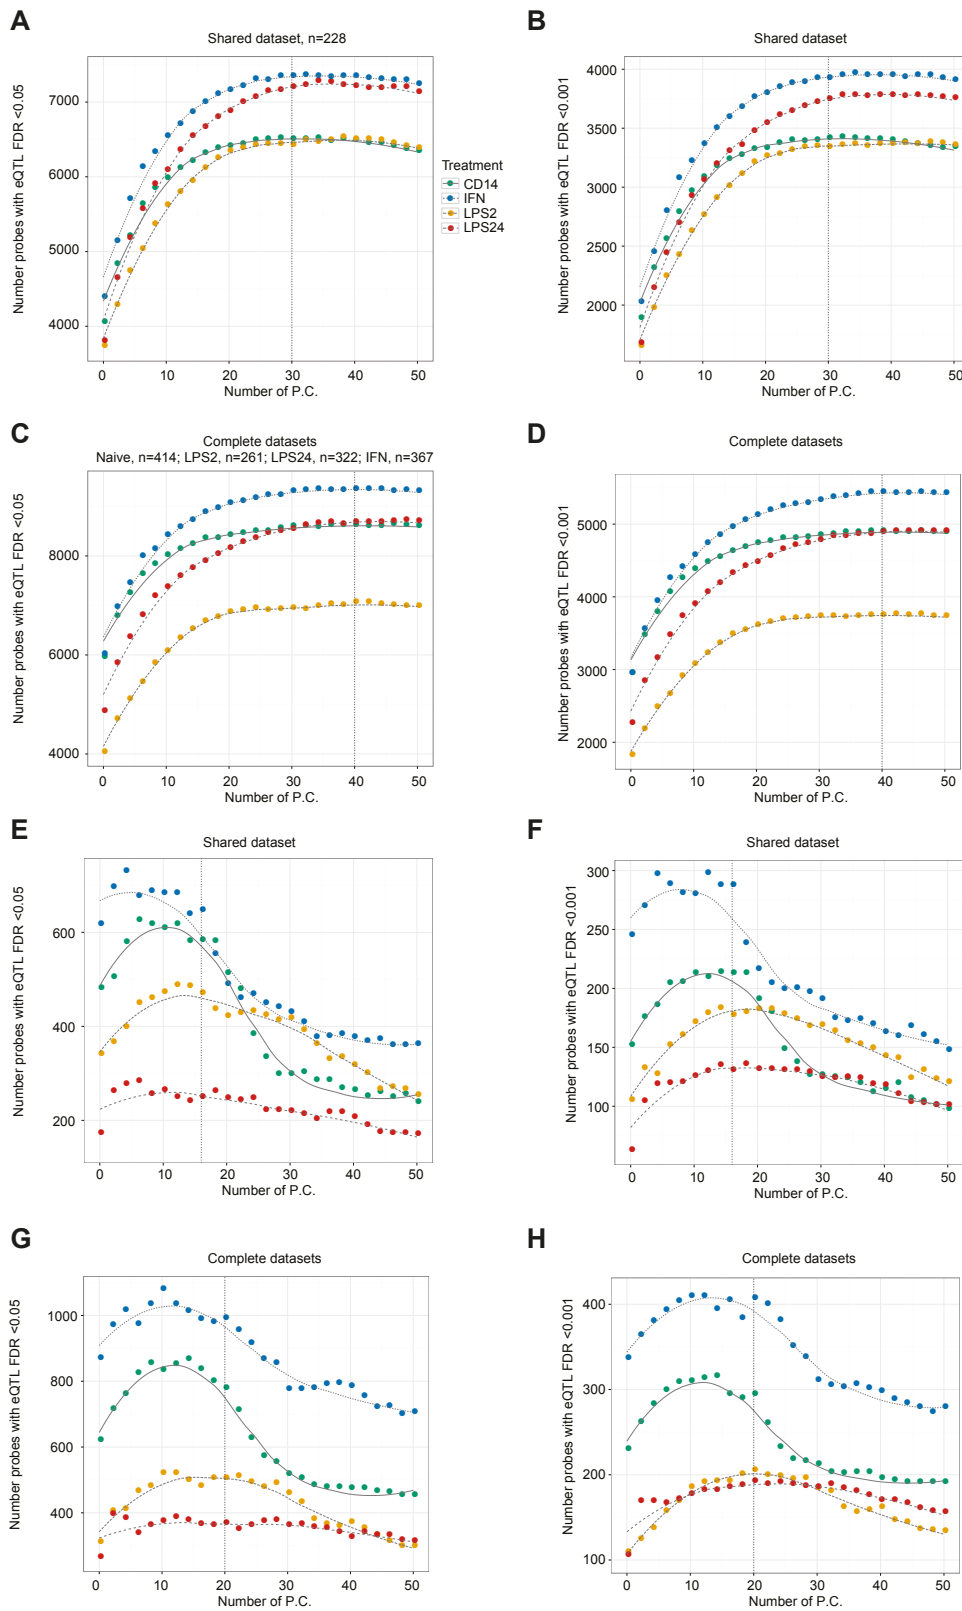 A
Shared dataset, n=228
Number probes with eQTL FDR <0.05
7000
6000
5000
4000
0 10 20 30 40 50
Number of P.C.
Treatment
CD14
IFN
LPS2
LPS24
B
Shared dataset
Number probes with eQTL FDR <0.001
4000
3500
3000
2500
2000
0 10 20 30 40 50
Number of P.C.
C
Complete datasets
Naive, n=414; LPS2, n=261; LPS24, n=322; IFN, n=367
Number probes with eQTL FDR <0.05
8000
6000
4000
0 10 20 30 40 50
Number of P.C.
D
Complete datasets
Number probes with eQTL FDR <0.001
5000
4000
3000
2000
0 10 20 30 40 50
Number of P.C.
E
Shared dataset
Number probes with eQTL FDR <0.05
600
400
200
0 10 20 30 40 50
Number of P.C.
F
Shared dataset
Number probes with eQTL FDR <0.001
300
250
200
150
100
0 10 20 30 40 50
Number of P.C.
G
Complete datasets
Number probes with eQTL FDR <0.05
1000
800
600
400
0 10 20 30 40 50
Number of P.C.
H
Complete datasets
Number probes with eQTL FDR <0.001
400
300
200
100
0 10 20 30 40 50
Number of P.C.